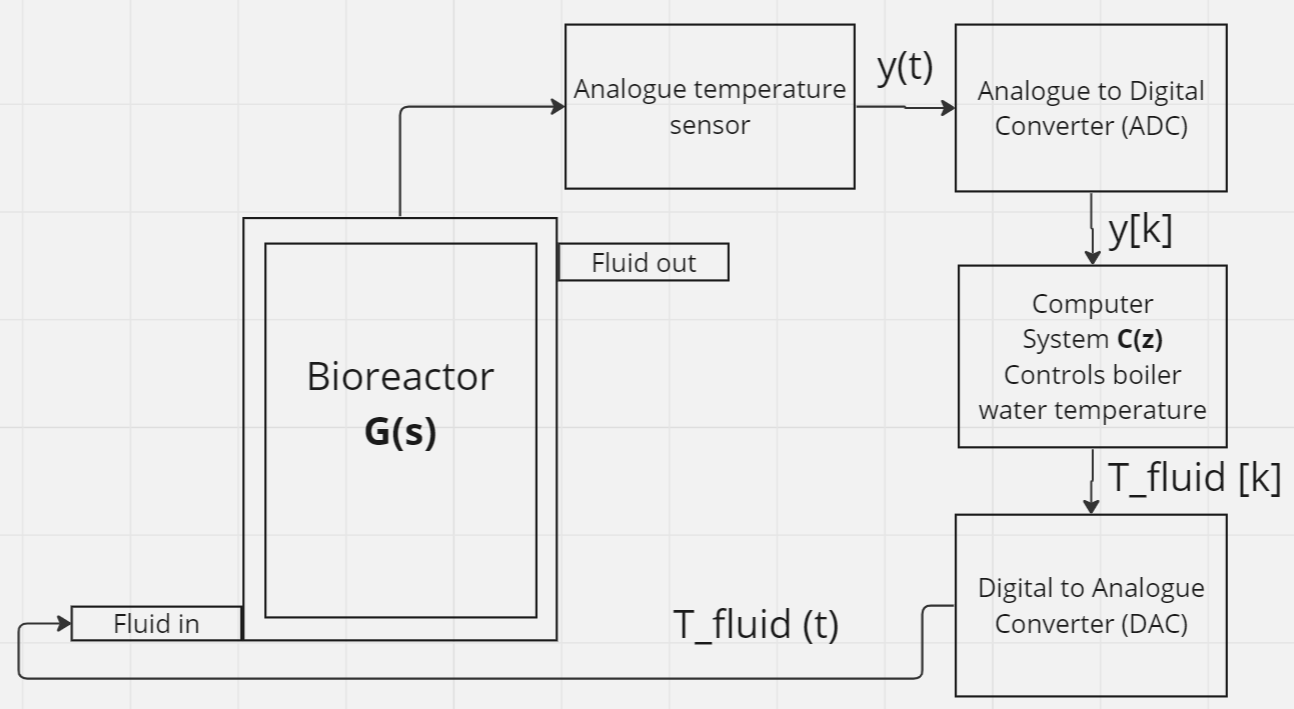 Analogue temperature
sensor
y(t)
Analogue to Digital
Converter (ADC)
y[k]
Fluid out
Computer
System C(z)
Controls boiler
water temperature
Bioreactor
G(s)
T_fluid [k]
Digital to Analogue
Converter (DAC)
Fluid in
T_fluid (t)